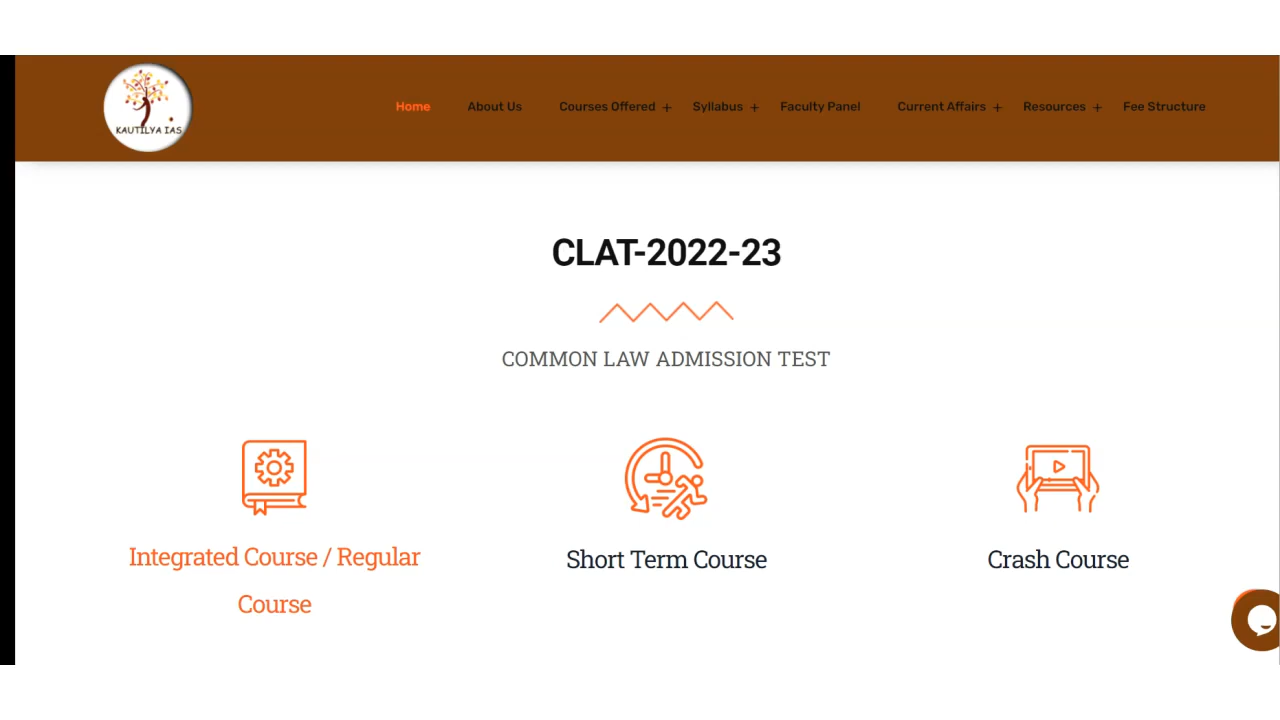 KAUTILYA IAS
Home About Us Courses Offered + Syllabus + Faculty Panel Current Affairs + Resources + Fee Structure
CLAT-2022-23
COMMON LAW ADMISSION TEST
Integrated Course / Regular
Course
Short Term Course
Crash Course